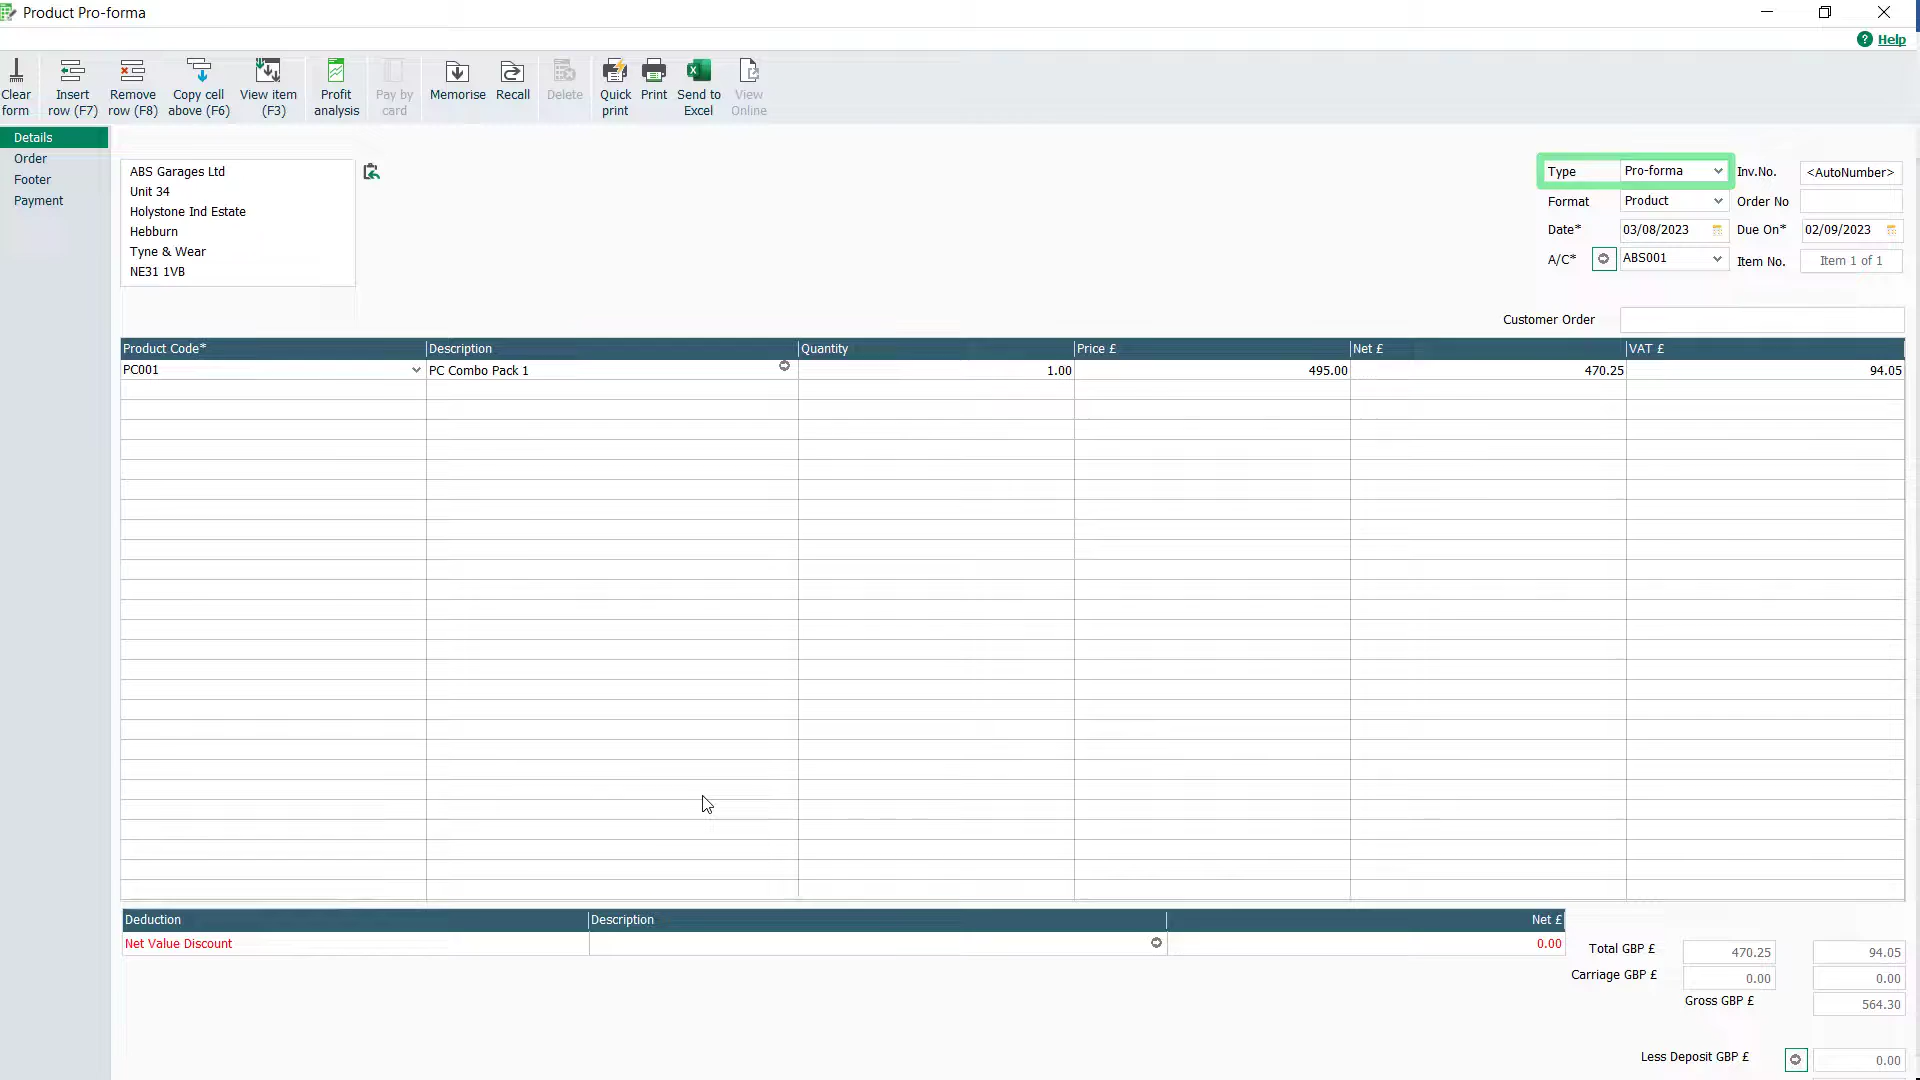 Product Pro-forma
Help
Clear form
Insert row (F7)
Remove row (F8)
Copy cell above (F6)
View item (F3)
Profit analysis
Pay by card
Memorise
Recall
Delete
Quick print
Print
Send to Excel
View Online
Details
Order
Footer
Payment
ABS Garages Ltd
Unit 34
Holystone Ind Estate
Hebburn
Tyne & Wear
NE31 1VB
Type Pro-forma Inv.No. <AutoNumber>
Format Product Order No
Date* 03/08/2023 Due On* 02/09/2023
A/C* ABS001 Item No. Item 1 of 1
Customer Order
Product Code* Description Quantity Price £ Net £ VAT £
PC001 PC Combo Pack 1 1.00 495.00 470.25 94.05
Deduction Description Net £
Net Value Discount 0.00
Total GBP £ 470.25 94.05
Carriage GBP £ 0.00 0.00
Gross GBP £ 564.30
Less Deposit GBP £ 0.00